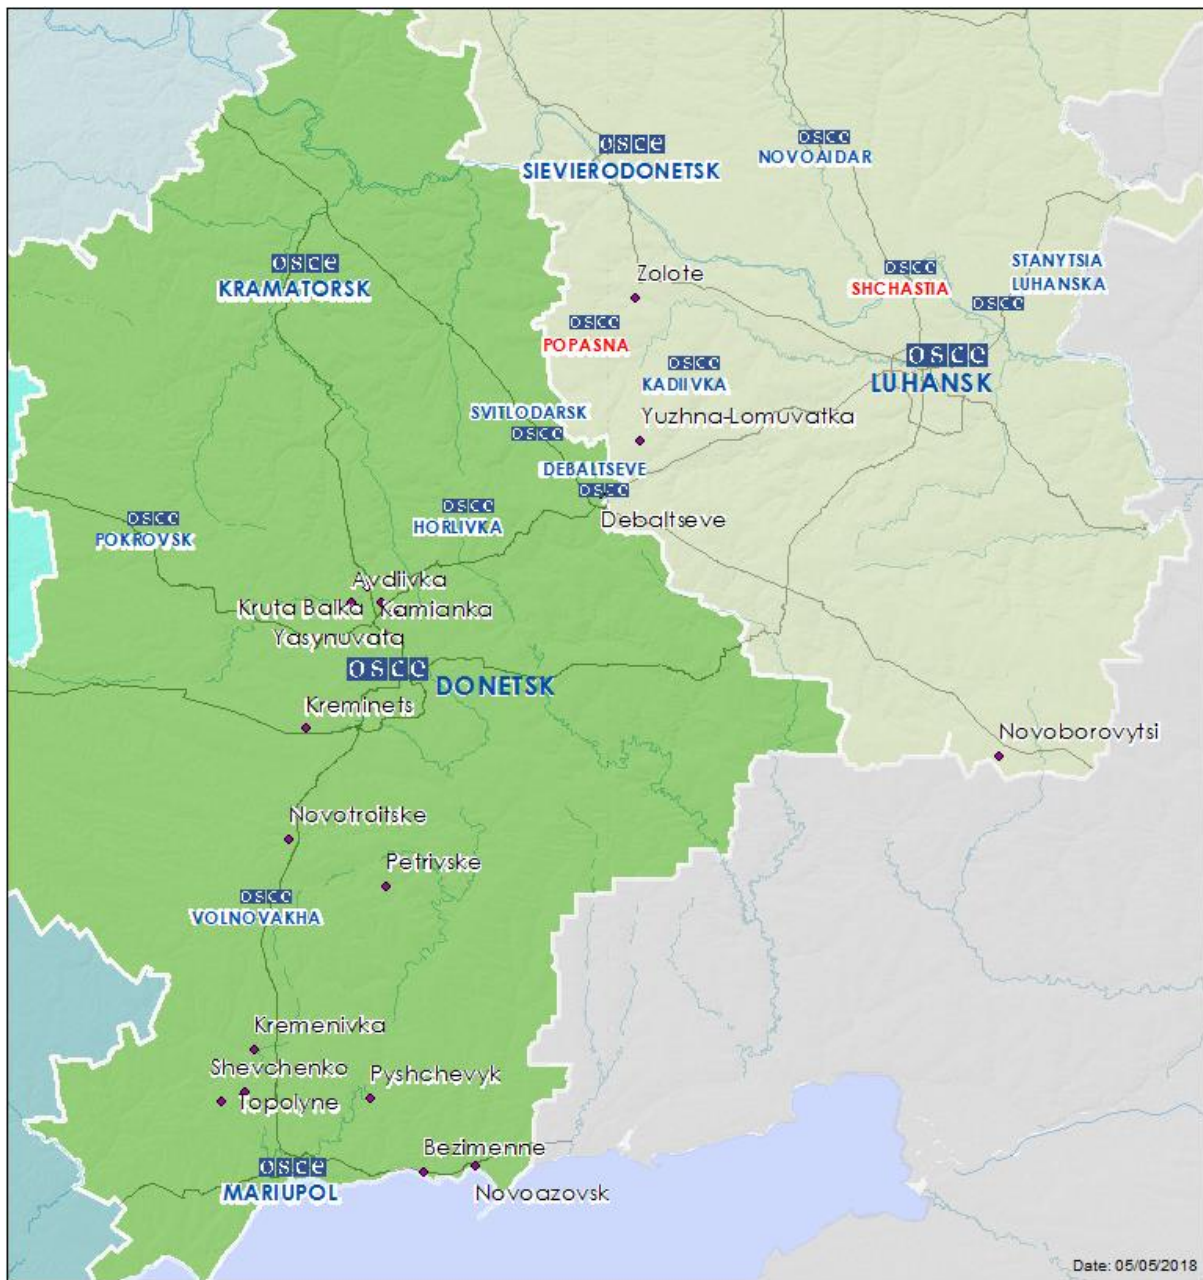 osce
SIEVIERODONETSK
osce
NOVOAIDAR
osce
KRAMATORSK
Zolote
osce
SHCHASTIA
STANYTSIA
LUHANSKA
osce
osce
POPASNA
osce
KADIIVKA
osce
LUHANSK
SVITLODARSK
osce
Yuzhna-Lomuvatka
DEBALTSEVE
osce
Debaltseve
osce
POKROVSK
osce
HORLIVKA
Avdiivka
Kruta Balka
Kamianka
Yasynuvata
osce
DONETSK
Kreminets
Novoborovytsi
Novotroitske
Petrivske
osce
VOLNOVAKHA
Kremenivka
Shevchenko
Topolyne
Pyshchevyk
osce
MARIUPOL
Bezimenne
Novoazovsk
Date: 05/05/2018